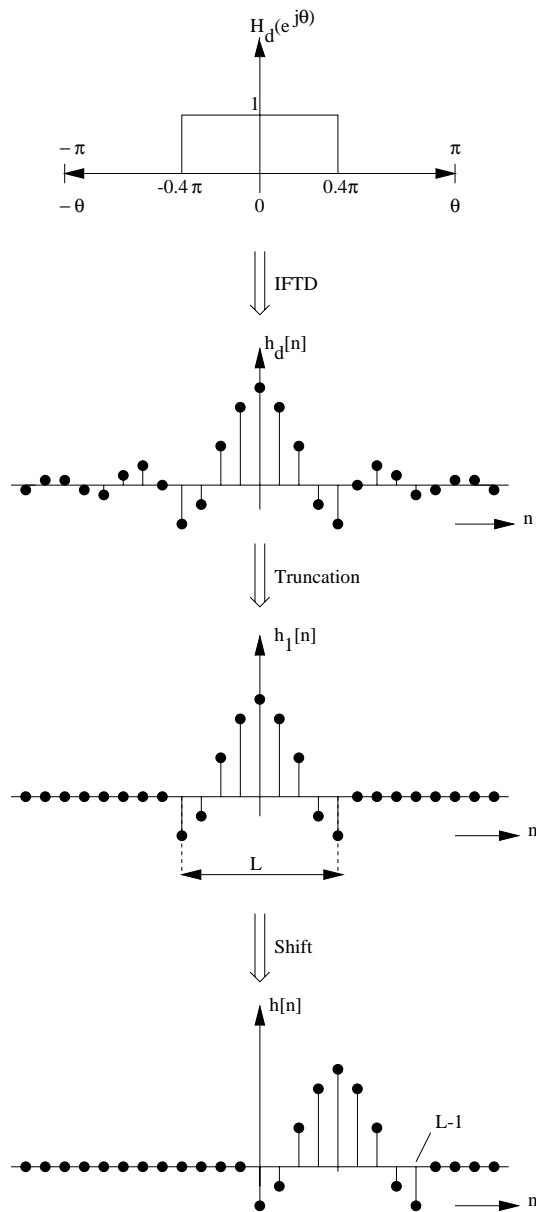 H_d(e^jθ)
1
−π π
-0.4π 0.4π
−θ 0 θ
IFTD
h_d[n]
n
Truncation
h_1[n]
n
L
Shift
h[n]
L-1
n